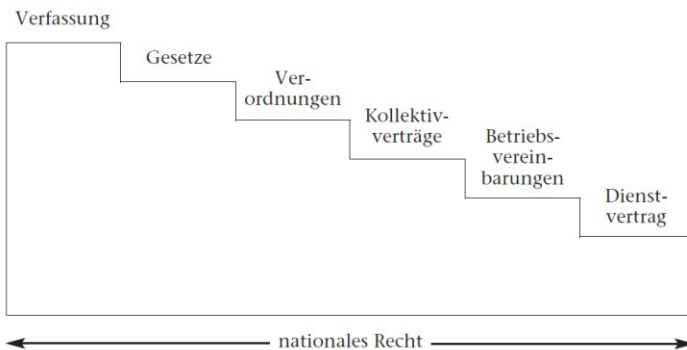 Verfassung
Gesetze
Ver-
ordnungen
Kollektiv-
verträge
Betriebs-
verein-
barungen
Dienst-
vertrag
nationales Recht